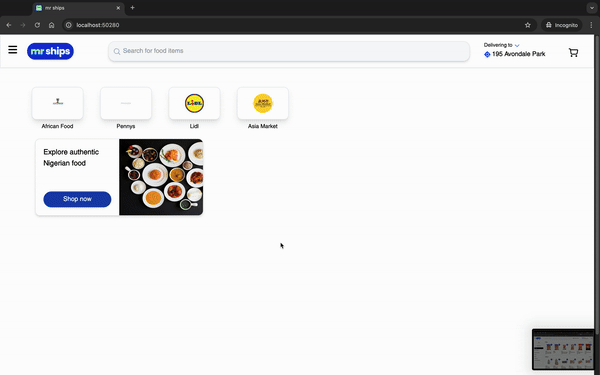 mr ships
localhost:50280
Incognito
mr ships
Search for food items
Delivering to
195 Avondale Park
LIDL
African Food
Pennys
Lidl
Asia Market
Explore authentic
Nigerian food
Shop now